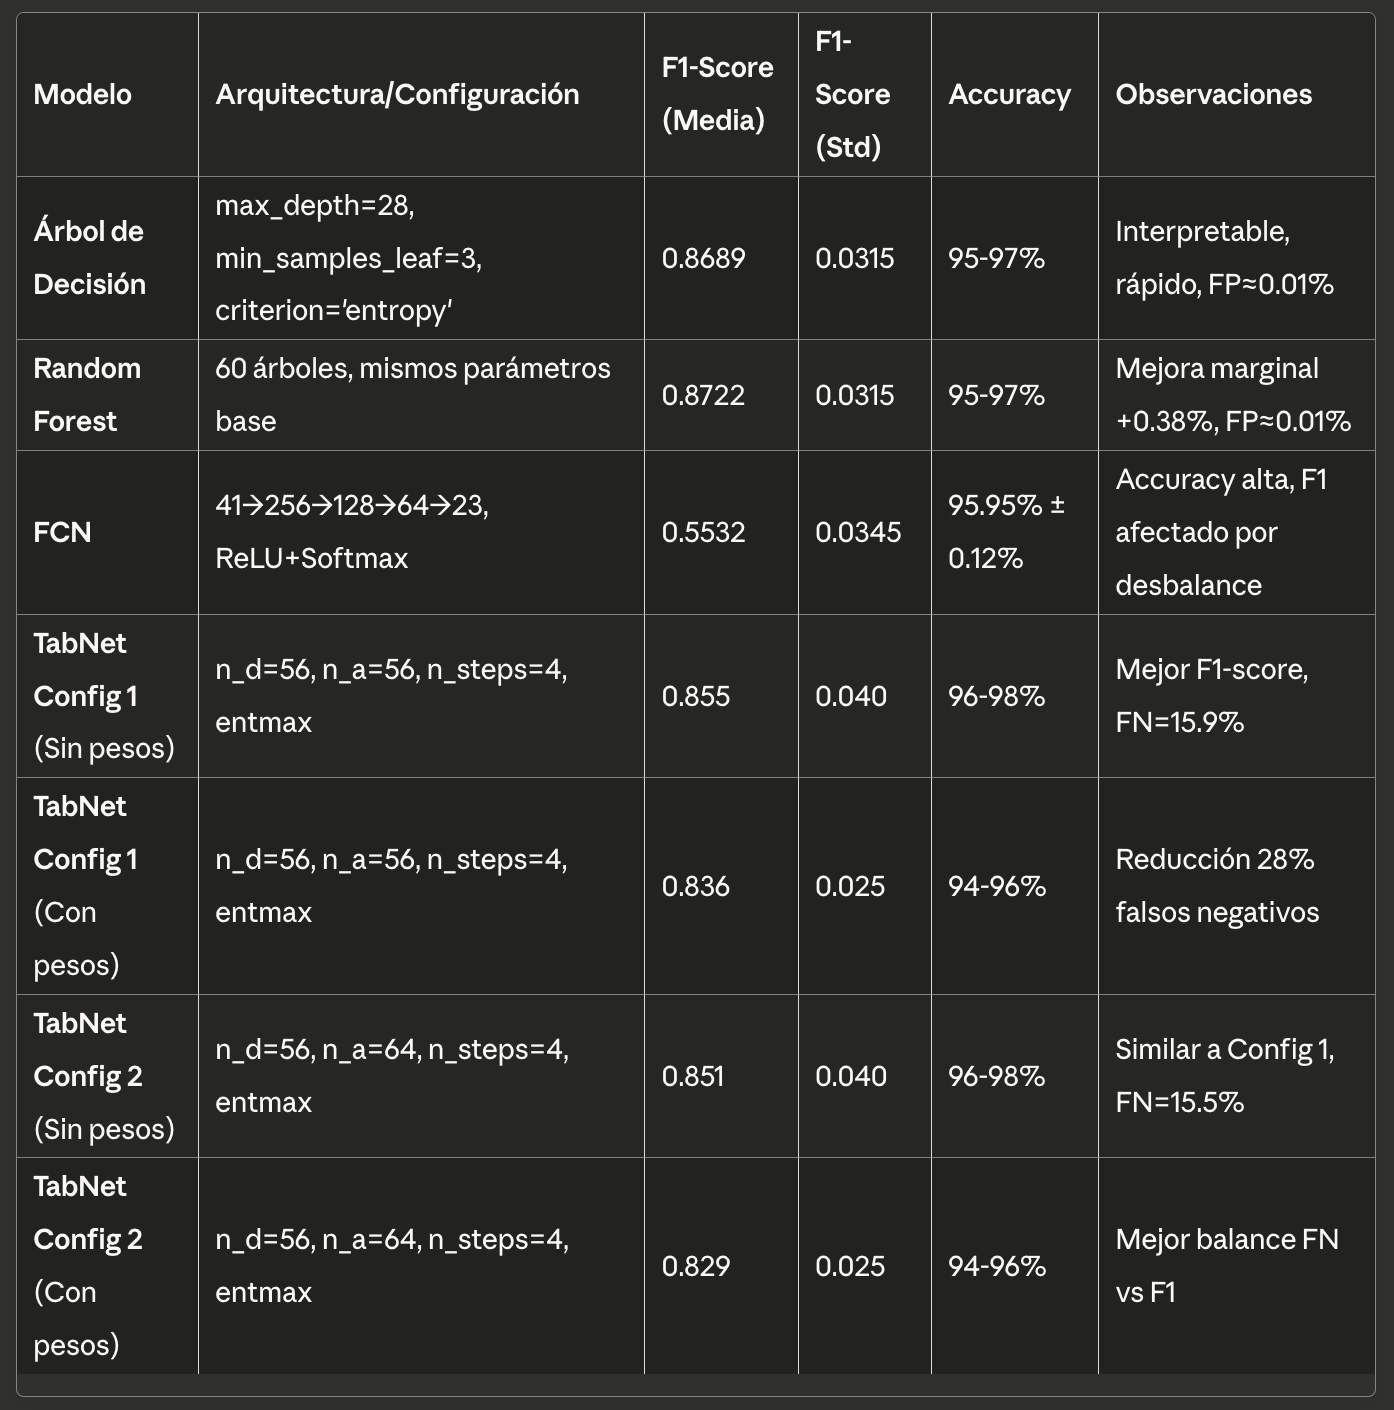 Modelo
Arquitectura/Configuración
F1-Score
(Media)
F1-
Score
(Std)
Accuracy
Observaciones
Árbol de
Decisión
max_depth=28,
min_samples_leaf=3,
criterion='entropy'
0.8689
0.0315
95-97%
Interpretable,
rápido, FP≈0.01%
Random
Forest
60 árboles, mismos parámetros
base
0.8722
0.0315
95-97%
Mejora marginal
+0.38%, FP≈0.01%
FCN
41→256→128→64→23,
ReLU+Softmax
0.5532
0.0345
95.95% ±
0.12%
Accuracy alta, F1
afectado por
desbalance
TabNet
Config 1
(Sin pesos)
n_d=56, n_a=56, n_steps=4,
entmax
0.855
0.040
96-98%
Mejor F1-score,
FN=15.9%
TabNet
Config 1
(Con
pesos)
n_d=56, n_a=56, n_steps=4,
entmax
0.836
0.025
94-96%
Reducción 28%
falsos negativos
TabNet
Config 2
(Sin pesos)
n_d=56, n_a=64, n_steps=4,
entmax
0.851
0.040
96-98%
Similar a Config 1,
FN=15.5%
TabNet
Config 2
(Con
pesos)
n_d=56, n_a=64, n_steps=4,
entmax
0.829
0.025
94-96%
Mejor balance FN
vs F1